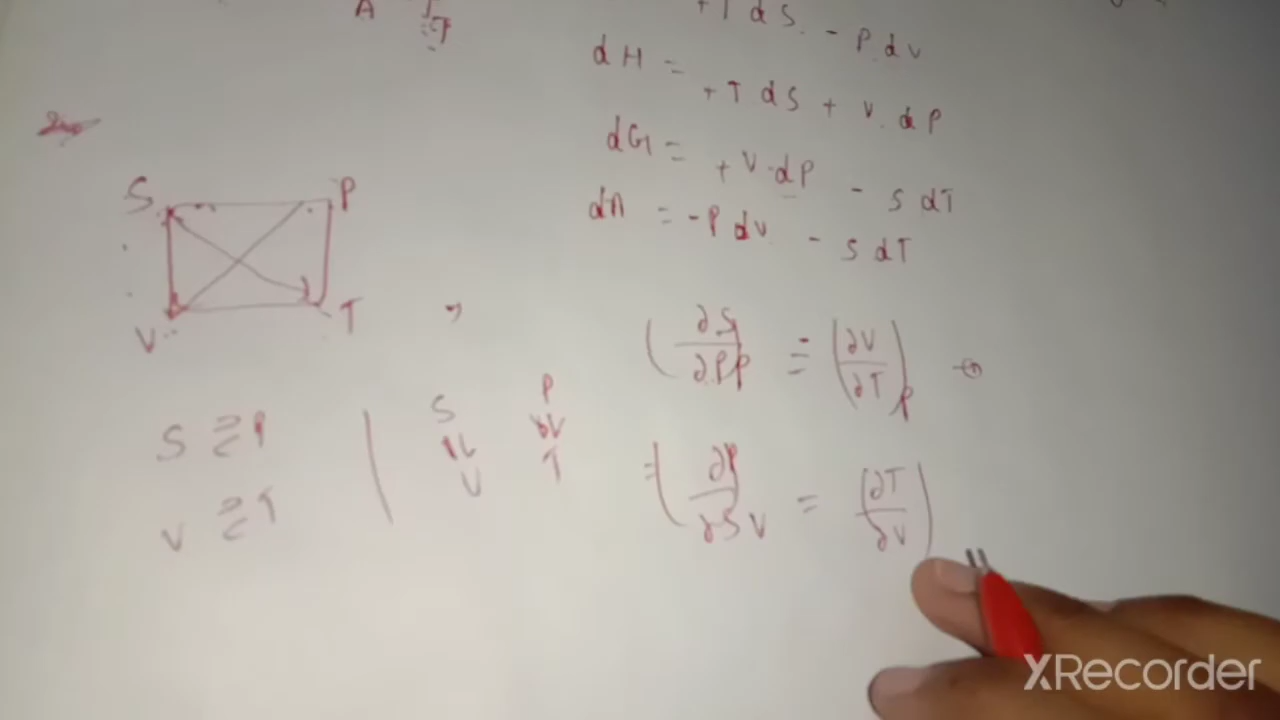 A
+T dS - P dV
dH = +T dS + V. dP
dG = + V.dP - S dT
dA = -P dV - S dT
S P
V T
(∂S/∂P)P = (∂V/∂T)P
S P
S ≅ P
V T
V ≅ T
= (∂P/∂S)V = (∂T/∂V)
XRecorder